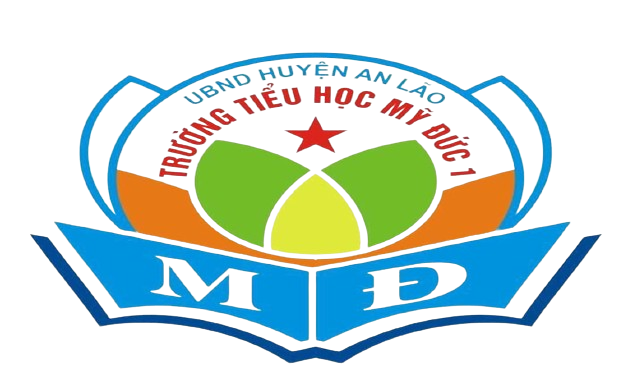 UBND HUYỆN AN LÃO
TRƯỜNG TIỂU HỌC MỸ ĐỨC 1
M Đ